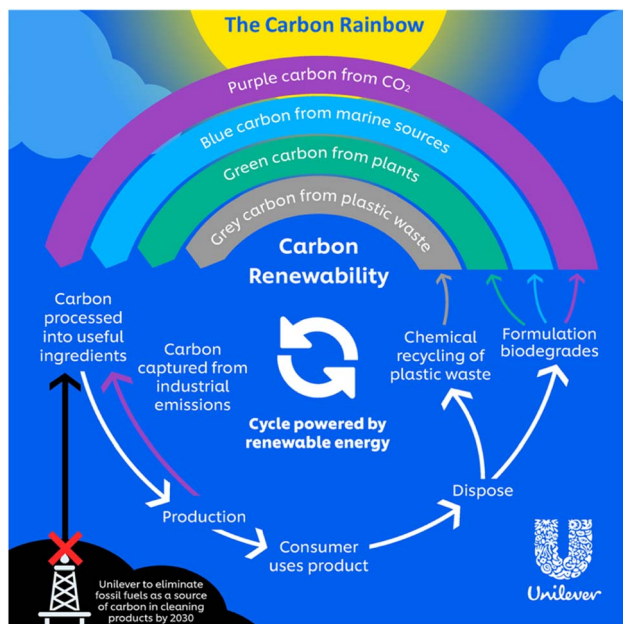 The Carbon Rainbow
Purple carbon from CO₂
Blue carbon from marine sources
Green carbon from plants
Grey carbon from plastic waste
Carbon
Renewability
Carbon
processed
into useful
ingredients
Carbon
captured from
industrial
emissions
Cycle powered by
renewable energy
Chemical
recycling of
plastic waste
Formulation
biodegrades
Production
Consumer
uses product
Dispose
Unilever to eliminate
fossil fuels as a source
of carbon in cleaning
products by 2030
Unilever